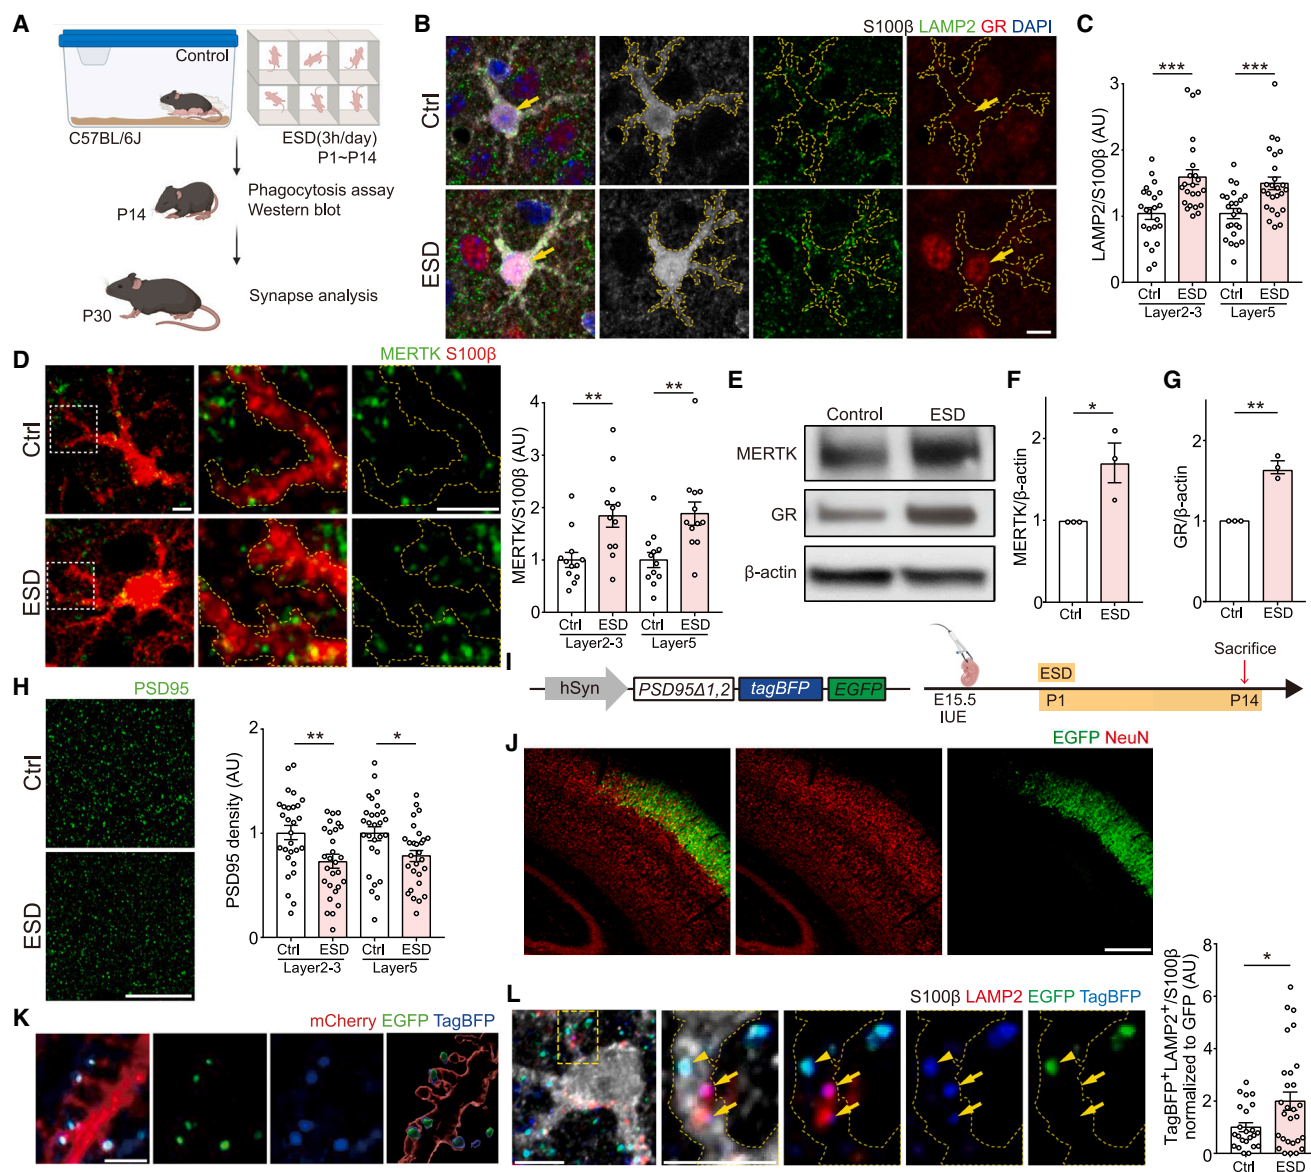 A
Control
C57BL/6J
ESD(3h/day)
P1~P14
P14
Phagocytosis assay
Western blot
P30
Synapse analysis
B
S100β LAMP2 GR DAPI
Ctrl
ESD
C
LAMP2/S100β (AU)
3
2
1
0
***
***
Ctrl ESD Ctrl ESD
Layer2-3 Layer5
D
MERTK S100β
Ctrl
ESD
MERTK/S100β (AU)
4
3
2
1
0
**
**
Ctrl ESD Ctrl ESD
Layer2-3 Layer5
E
Control ESD
MERTK
GR
β-actin
F
MERTK/β-actin
2
1
0
*
Ctrl ESD
G
GR/β-actin
2
1
0
**
Ctrl ESD
H
PSD95
Ctrl
ESD
PSD95 density (AU)
2
1
0
**
*
Ctrl ESD Ctrl ESD
Layer2-3 Layer5
I
hSyn PSD95Δ1,2 tagBFP EGFP
E15.5
IUE
ESD
P1
Sacrifice
P14
J
EGFP NeuN
K
mCherry EGFP TagBFP
L
S100β LAMP2 EGFP TagBFP
TagBFP+LAMP2+/S100β
normalized to GFP (AU)
8
6
4
2
0
*
Ctrl ESD